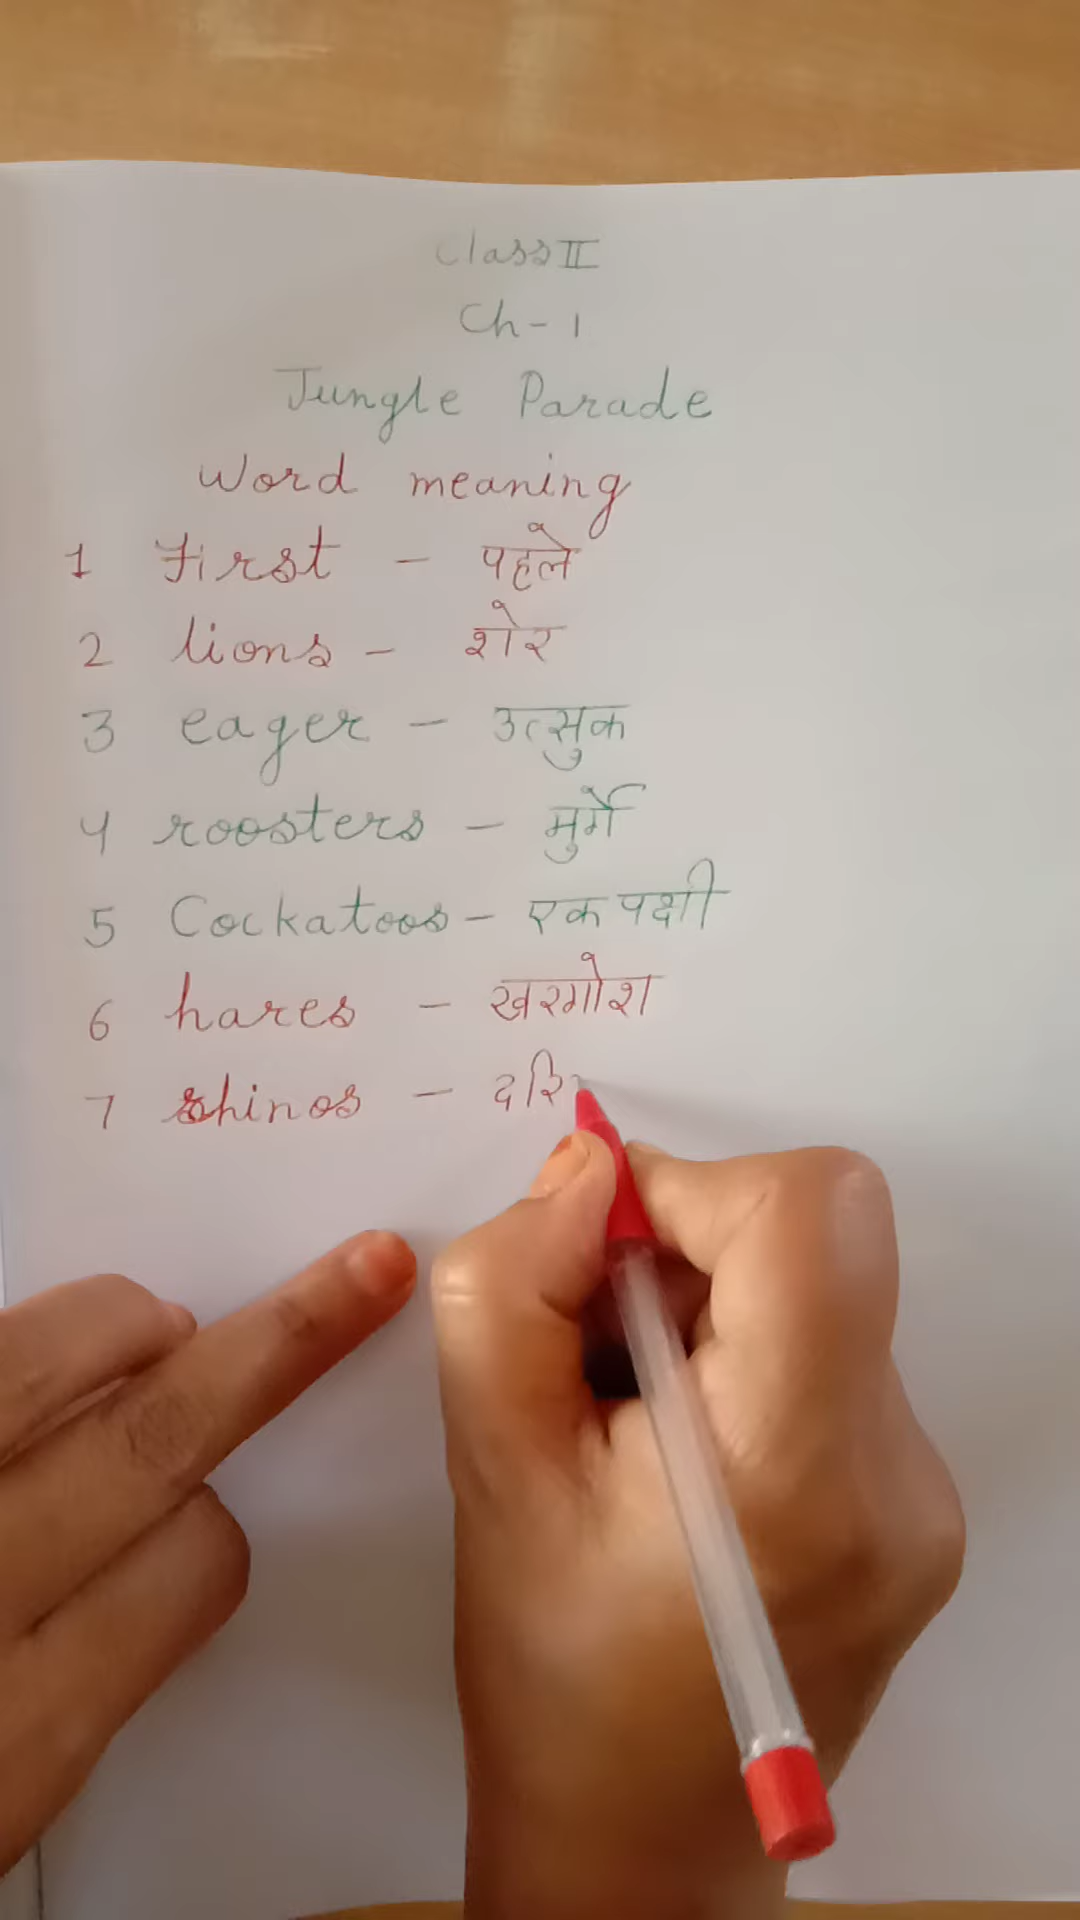 Class II
Ch-1
Jungle Parade
Word meaning
1 First - पहले
2 lions - शेर
3 eager - उत्सुक
4 roosters - मुर्गे
5 Cockatoos - एक पक्षी
6 hares - खरगोश
7 rhinos - दरि